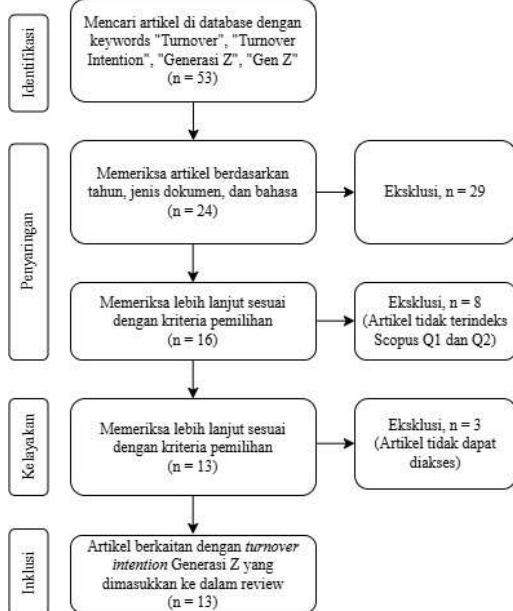 Identifikasi
Mencari artikel di database dengan
keywords "Turnover", "Turnover
Intention", "Generasi Z", "Gen Z"
(n = 53)
Penyaringan
Memeriksa artikel berdasarkan
tahun, jenis dokumen, dan bahasa
(n = 24)
Eksklusi, n = 29
Memeriksa lebih lanjut sesuai
dengan kriteria pemilihan
(n = 16)
Eksklusi, n = 8
(Artikel tidak terindeks
Scopus Q1 dan Q2)
Kelayakan
Memeriksa lebih lanjut sesuai
dengan kriteria pemilihan
(n = 13)
Eksklusi, n = 3
(Artikel tidak dapat
diakses)
Inklusi
Artikel berkaitan dengan turnover
intention Generasi Z yang
dimasukkan ke dalam review
(n = 13)